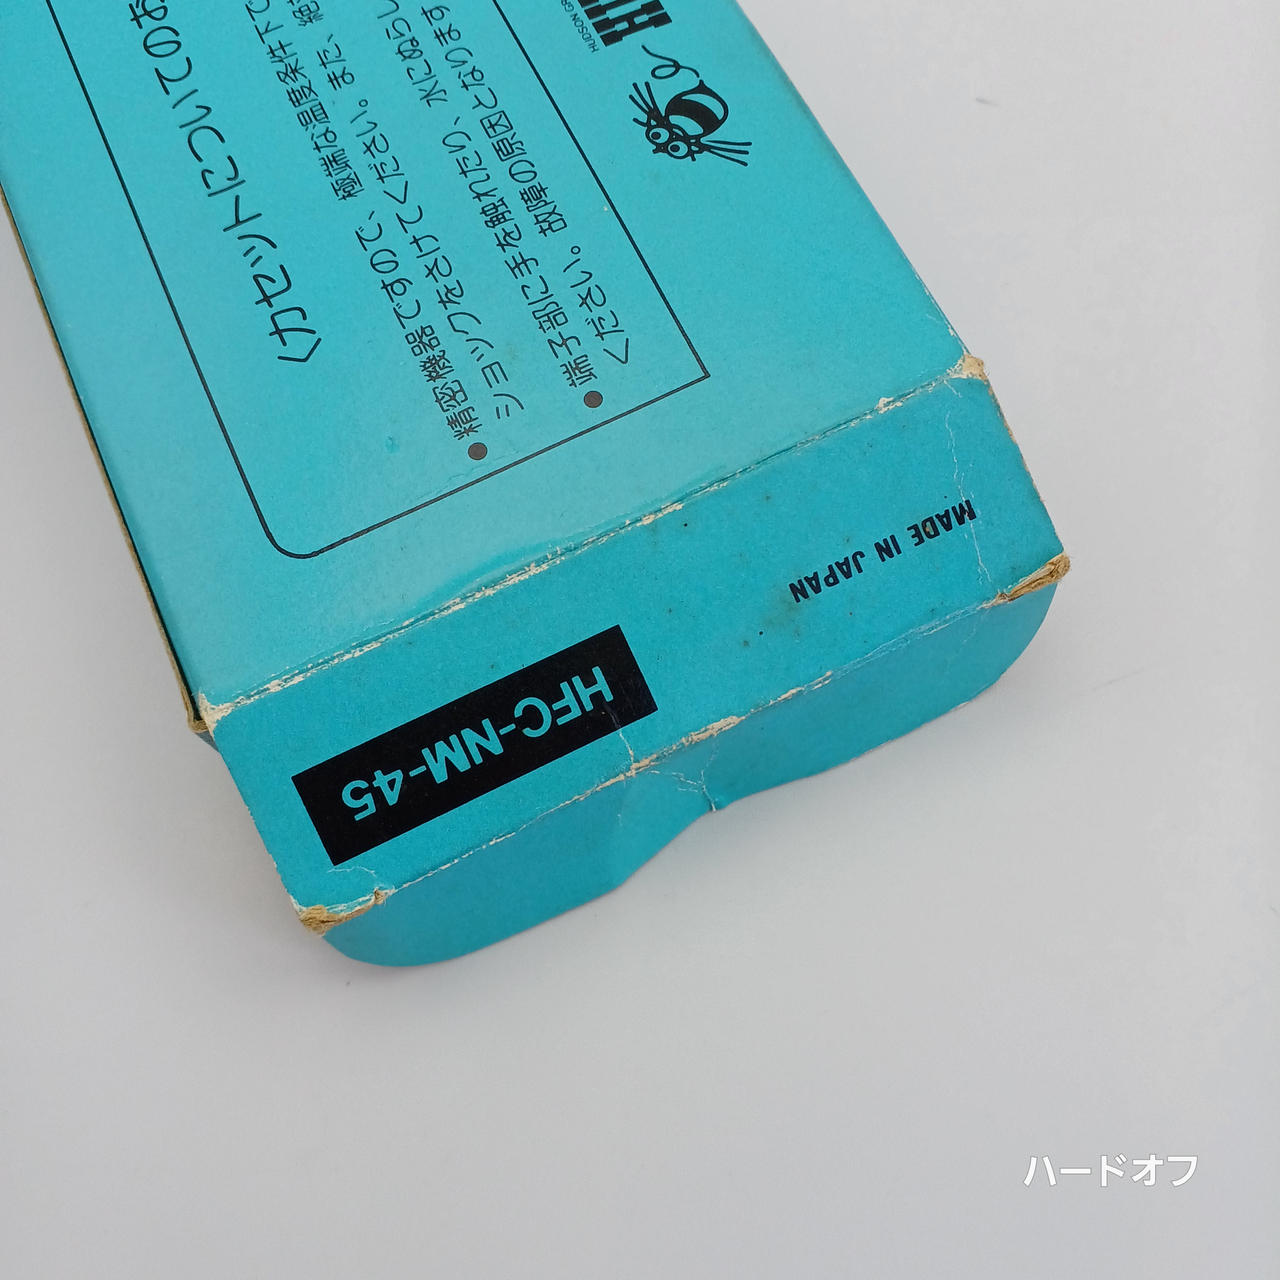 〈カセットについてのお
●精密機器ですので、極端な温度条件下で
ショックをさけてください。また、絶
●端子部に手を触れたり、水にぬらし
ください。故障の原因となります
HUDSON GR
HFC-NM-45
MADE IN JAPAN
ハードオフ